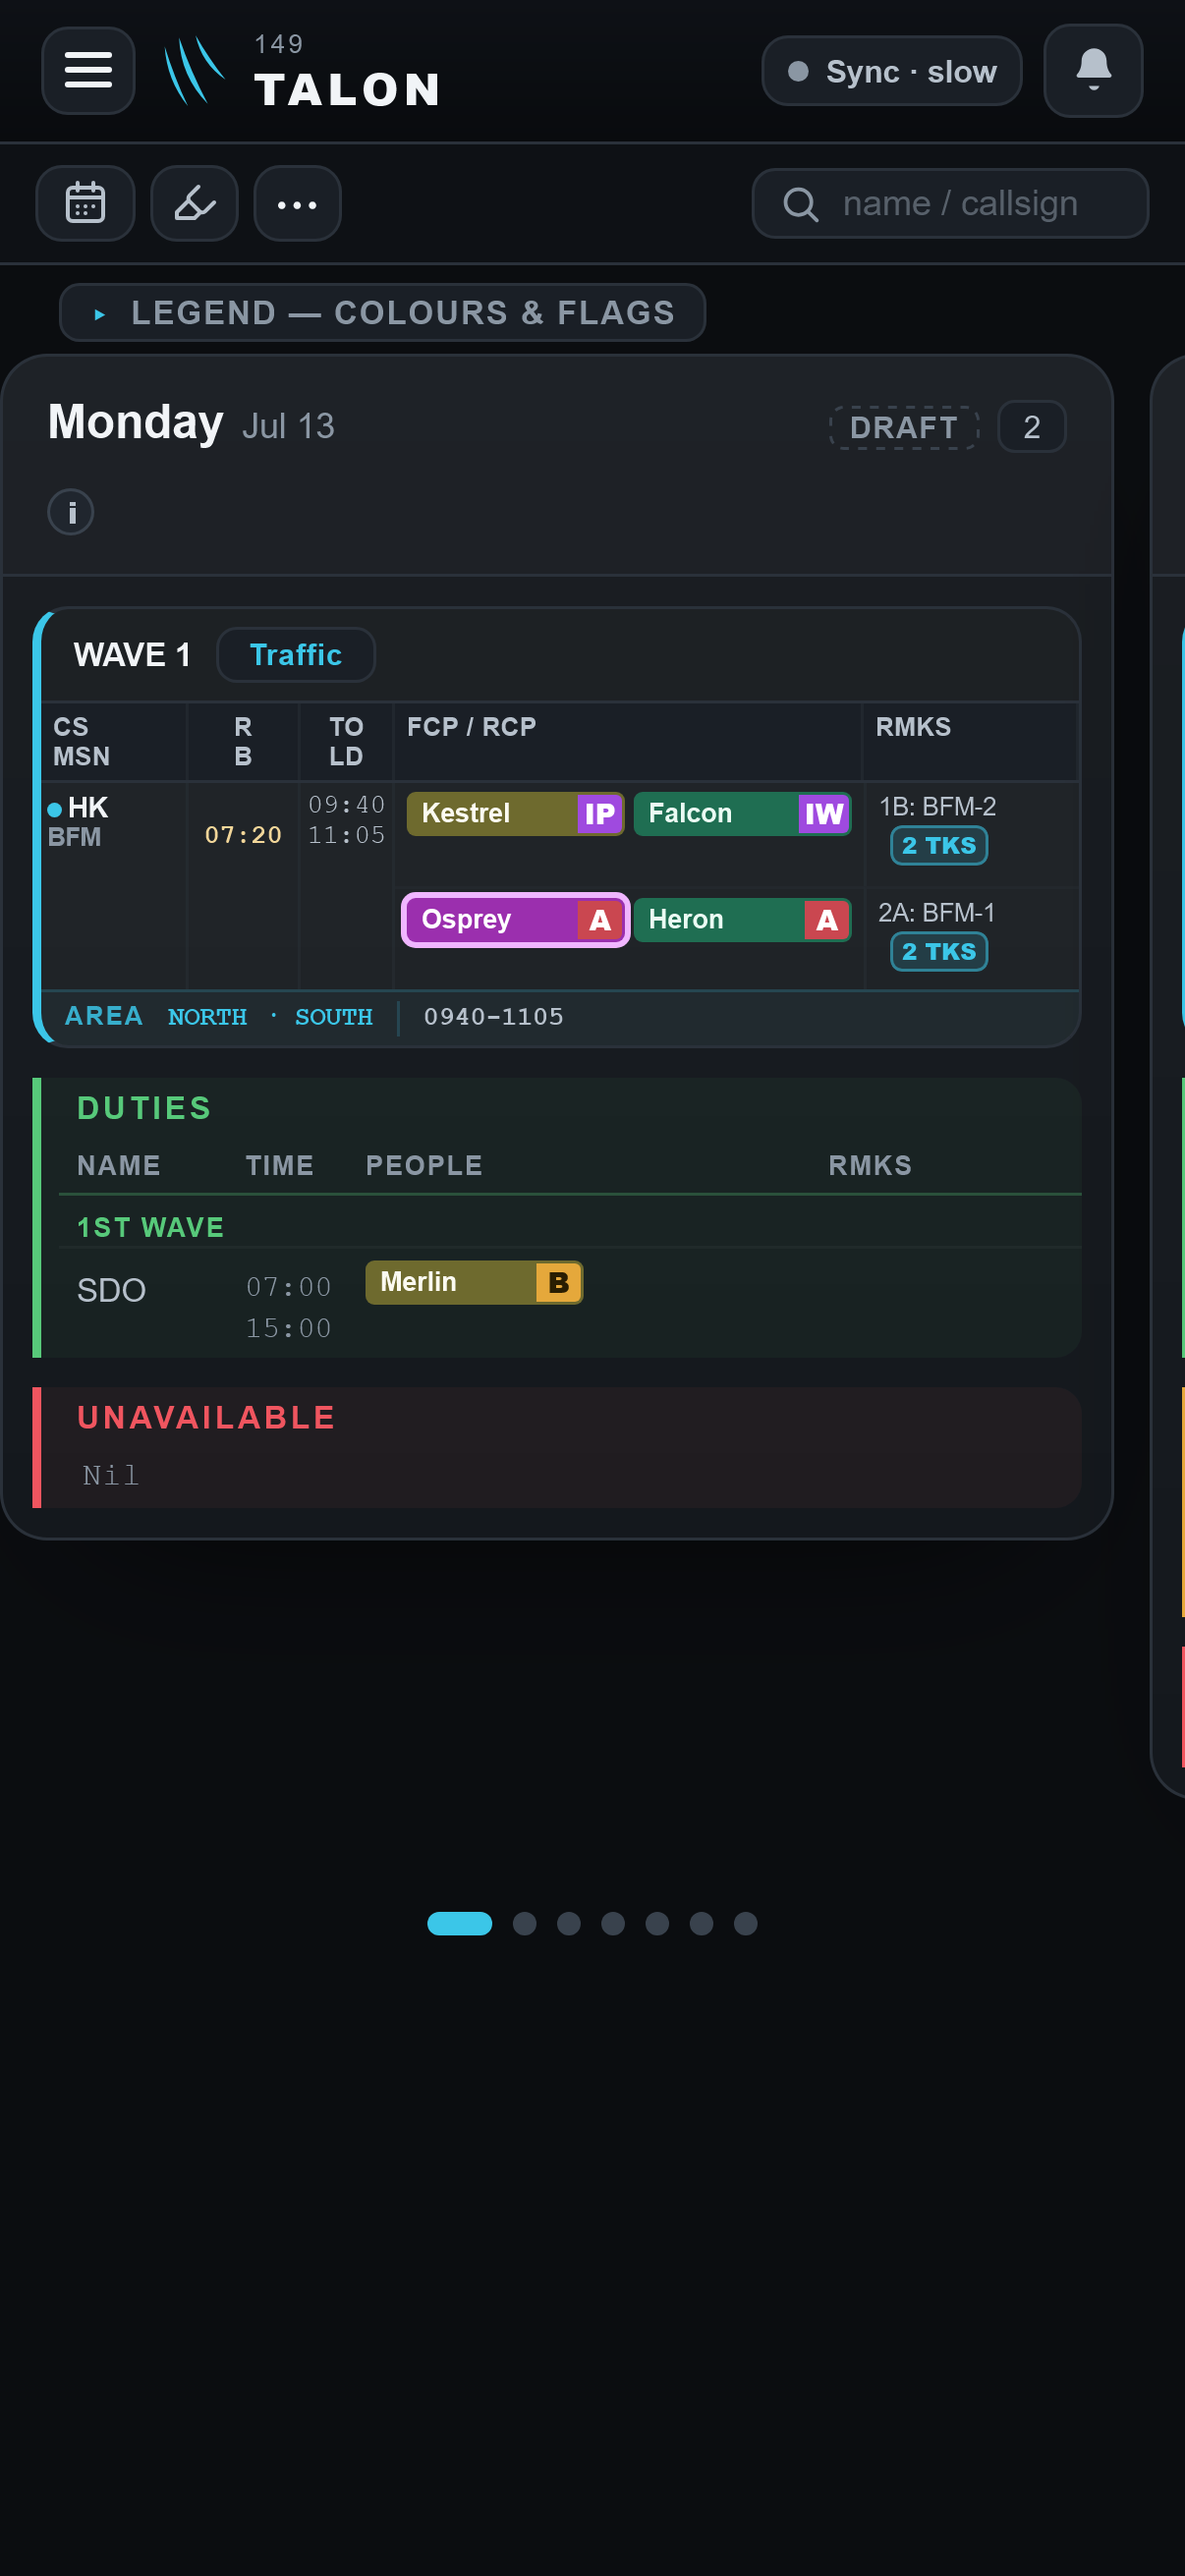 149
TALON
Sync · slow
name / callsign
▸ LEGEND — COLOURS & FLAGS
Monday Jul 13
DRAFT 2
i
WAVE 1 Traffic
CS R TO FCP / RCP RMKS
MSN B LD
HK 09:40 Kestrel IP Falcon IW 1B: BFM-2
BFM 07:20 11:05 2 TKS
Osprey A Heron A 2A: BFM-1
2 TKS
AREA NORTH · SOUTH 0940–1105
DUTIES
NAME TIME PEOPLE RMKS
1ST WAVE
SDO 07:00 Merlin B
15:00
UNAVAILABLE
Nil